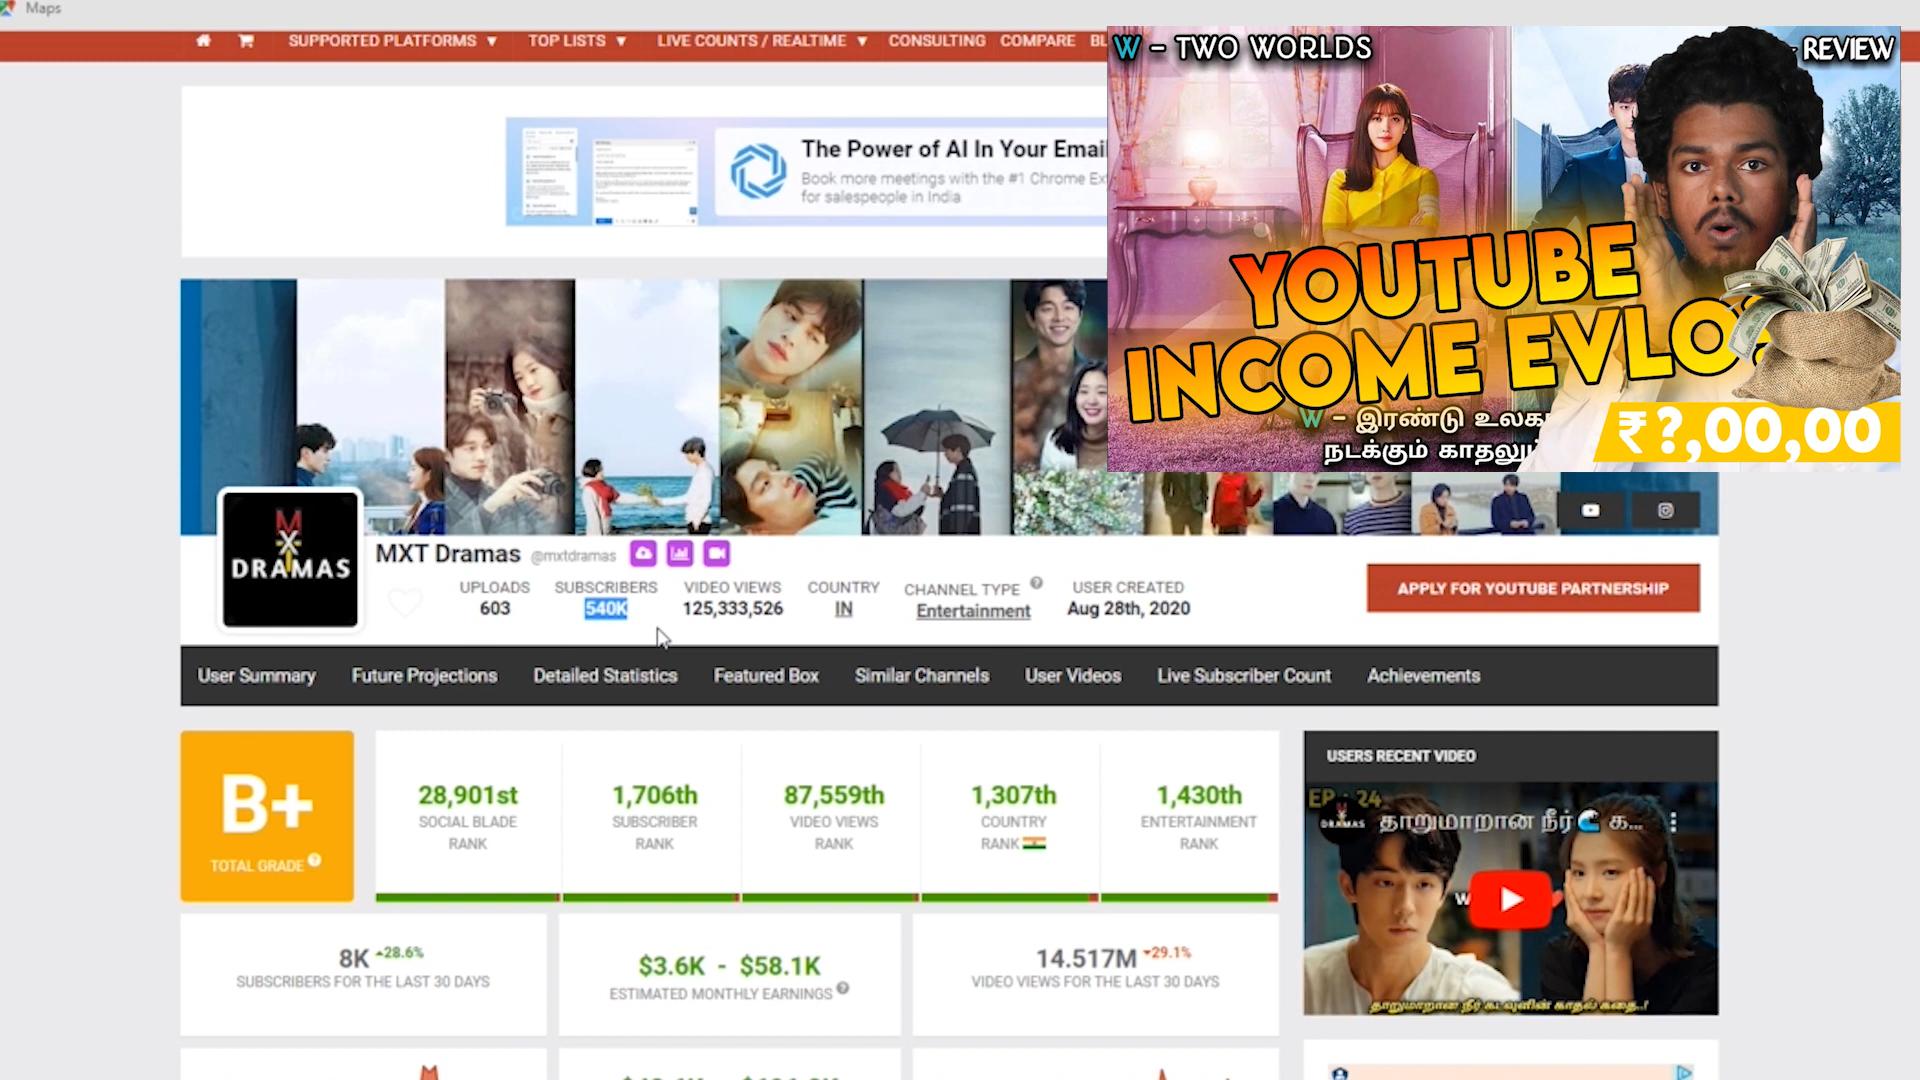 Maps
SUPPORTED PLATFORMS ▼ TOP LISTS ▼ LIVE COUNTS / REALTIME ▼ CONSULTING COMPARE
W - TWO WORLDS
REVIEW
The Power of AI In Your Email
Book more meetings with the #1 Chrome
for salespeople in India
YOUTUBE
INCOME EVLO
W - இரண்டு
நடக்கும்
₹ ?,00,00
MXT
DRAMAS
MXT Dramas @mxtdramas
UPLOADS SUBSCRIBERS VIDEO VIEWS COUNTRY CHANNEL TYPE USER CREATED
603 540K 125,333,526 IN Entertainment Aug 28th, 2020
APPLY FOR YOUTUBE PARTNERSHIP
User Summary Future Projections Detailed Statistics Featured Box Similar Channels User Videos Live Subscriber Count Achievements
B+
TOTAL GRADE
28,901st 1,706th 87,559th 1,307th 1,430th
SOCIAL BLADE SUBSCRIBER VIDEO VIEWS COUNTRY ENTERTAINMENT
RANK RANK RANK RANK RANK
USERS RECENT VIDEO
EP : 24
DRAMAS தாறுமாறான நீர் க...
தாறுமாறான நீர் கடவுளின் காதல் கதை..!
8K 28.6%
SUBSCRIBERS FOR THE LAST 30 DAYS
$3.6K - $58.1K
ESTIMATED MONTHLY EARNINGS
14.517M 29.1%
VIDEO VIEWS FOR THE LAST 30 DAYS